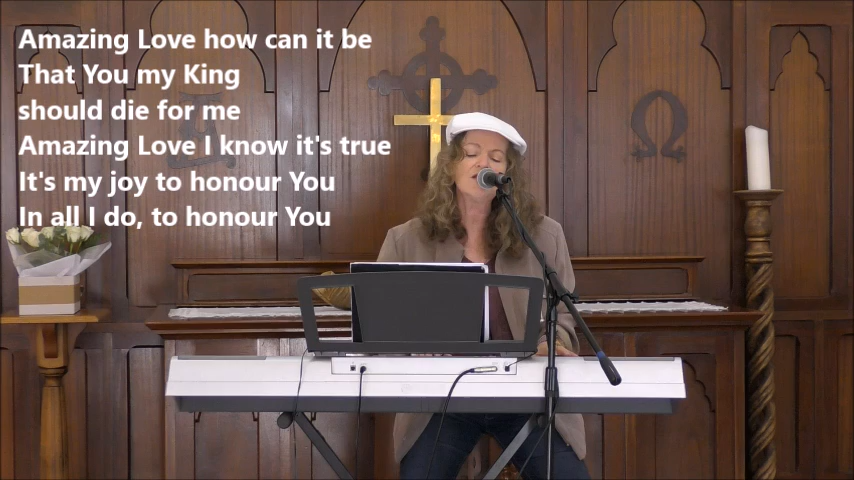 Amazing Love how can it be
That You my King
should die for me
Amazing Love I know it's true
It's my joy to honour You
In all I do, to honour You
Ω